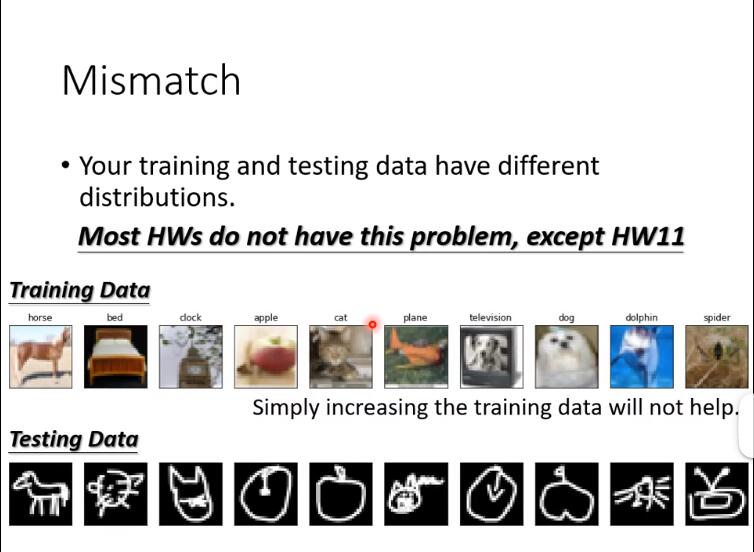 Mismatch
• Your training and testing data have different
distributions.
Most HWs do not have this problem, except HW11
Training Data
horse bed clock apple cat plane television dog dolphin spider
Simply increasing the training data will not help.
Testing Data